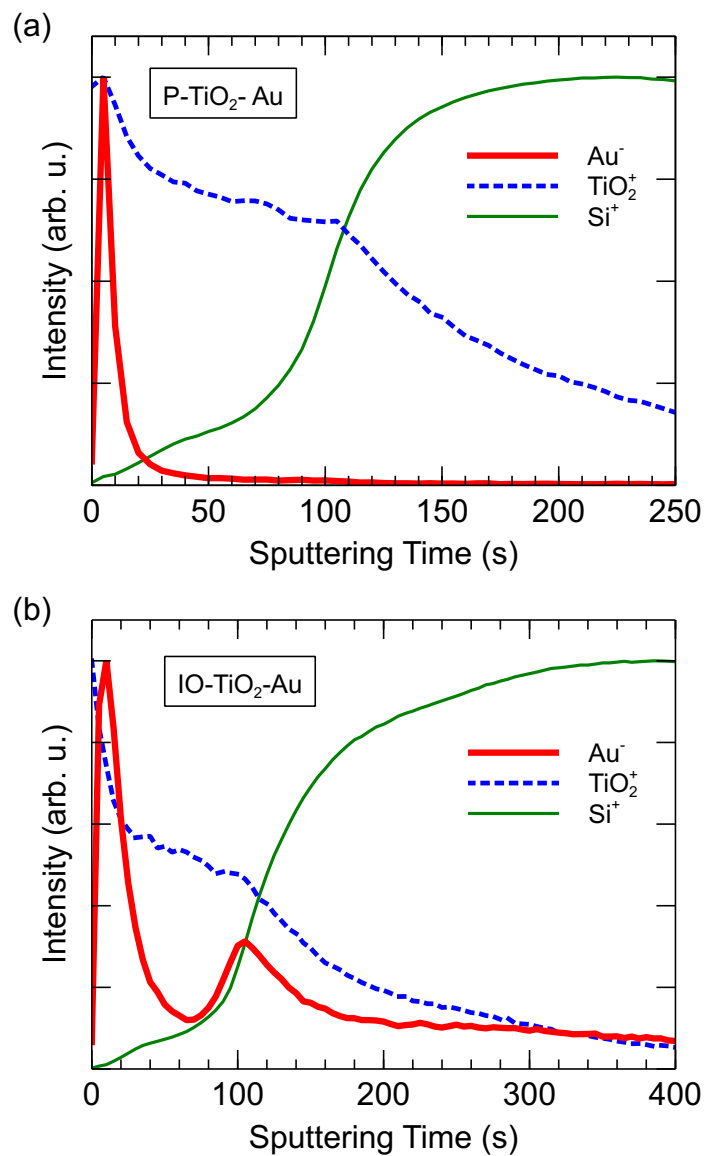 (a)
P-TiO₂- Au
Au⁻
TiO₂⁺
Si⁺
Intensity (arb. u.)
0 50 100 150 200 250
Sputtering Time (s)
(b)
IO-TiO₂-Au
Au⁻
TiO₂⁺
Si⁺
Intensity (arb. u.)
0 100 200 300 400
Sputtering Time (s)